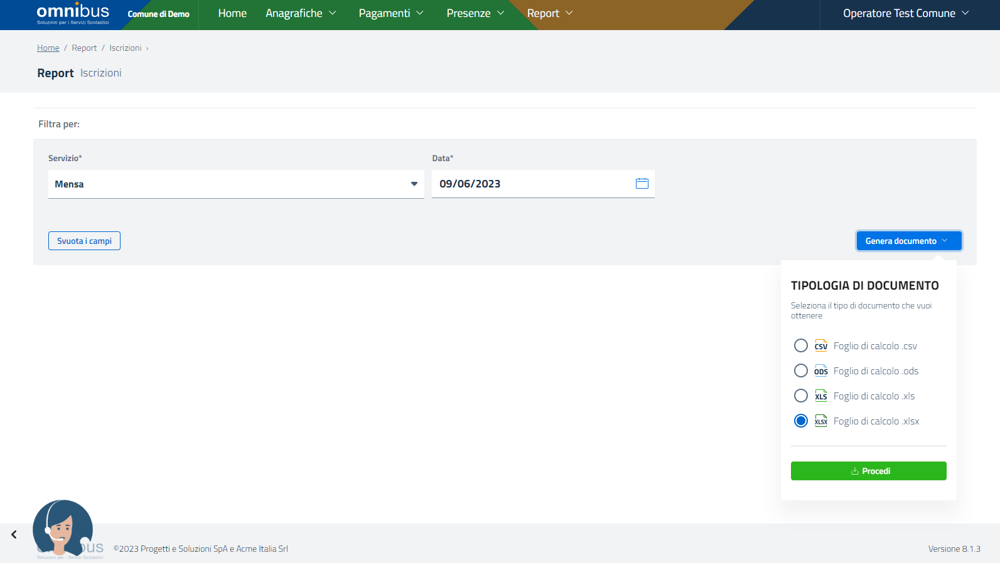 omnibus
Soluzioni per i Servizi Scolastici
Comune di Demo
Home
Anagrafiche
Pagamenti
Presenze
Report
Operatore Test Comune
Home / Report / Iscrizioni ›
Report Iscrizioni
Filtra per:
Servizio*
Data*
Mensa
09/06/2023
Svuota i campi
Genera documento
TIPOLOGIA DI DOCUMENTO
Seleziona il tipo di documento che vuoi
ottenere
CSV Foglio di calcolo .csv
ODS Foglio di calcolo .ods
XLS Foglio di calcolo .xls
XLSX Foglio di calcolo .xlsx
Procedi
Soluzioni per i Servizi Scolastici
©2023 Progetti e Soluzioni SpA e Acme Italia Srl
Versione 8.1.3